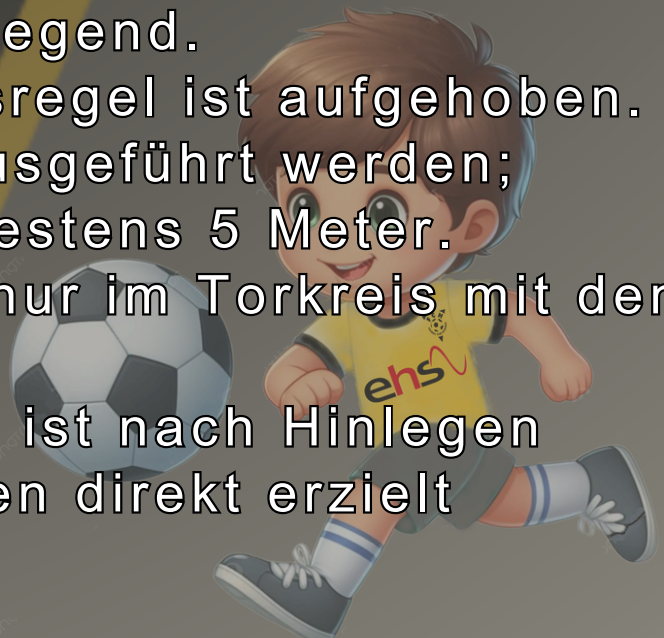 egend.
sregel ist aufgehoben.
usgeführt werden;
estens 5 Meter.
nur im Torkreis mit der
ehs
ist nach Hinlegen
en direkt erzielt